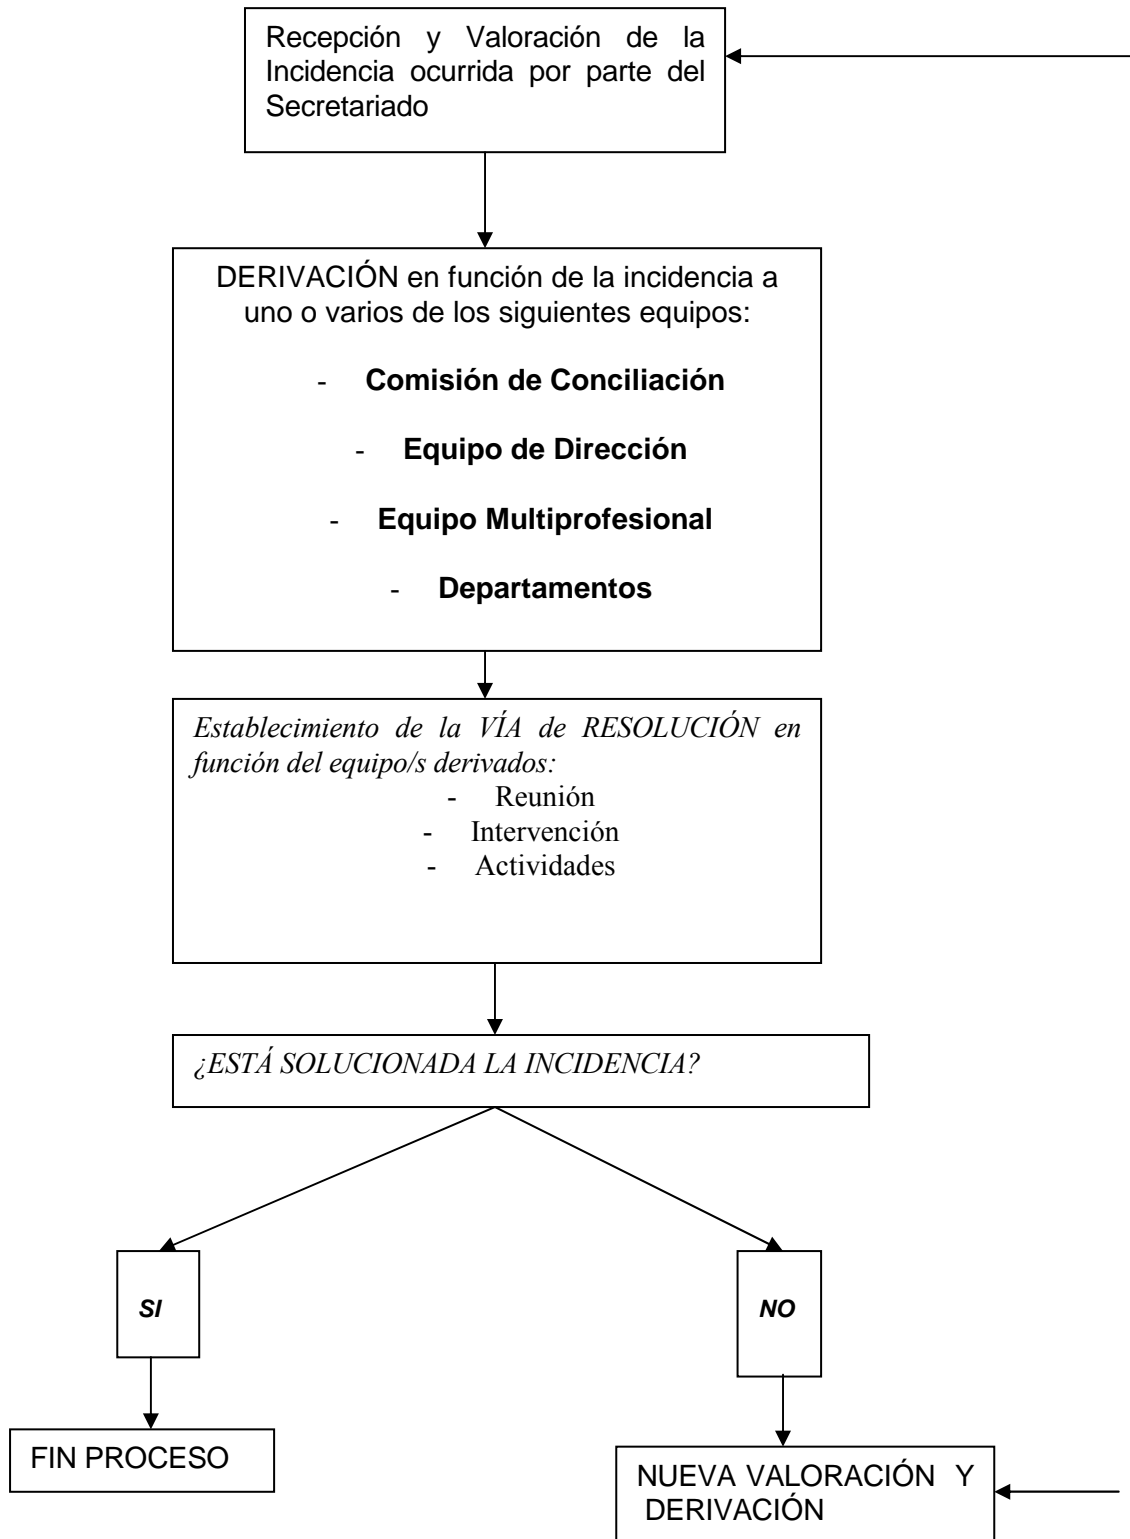 Recepción y Valoración de la
Incidencia ocurrida por parte del
Secretariado
DERIVACIÓN en función de la incidencia a
uno o varios de los siguientes equipos:
- Comisión de Conciliación
- Equipo de Dirección
- Equipo Multiprofesional
- Departamentos
Establecimiento de la VÍA de RESOLUCIÓN en
función del equipo/s derivados:
- Reunión
- Intervención
- Actividades
¿ESTÁ SOLUCIONADA LA INCIDENCIA?
SI
NO
FIN PROCESO
NUEVA VALORACIÓN Y
DERIVACIÓN